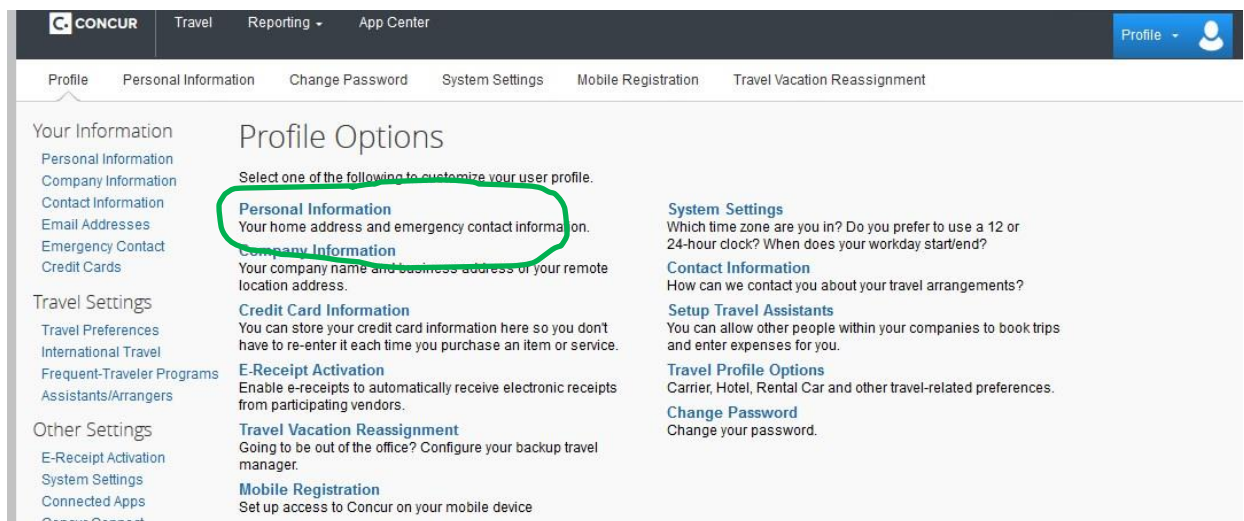 C. CONCUR Travel Reporting App Center
Profile
Profile Personal Information Change Password System Settings Mobile Registration Travel Vacation Reassignment
Your Information
Personal Information
Company Information
Contact Information
Email Addresses
Emergency Contact
Credit Cards
Travel Settings
Travel Preferences
International Travel
Frequent-Traveler Programs
Assistants/Arrangers
Other Settings
E-Receipt Activation
System Settings
Connected Apps
Concur Connect
Profile Options
Select one of the following to customize your user profile.
Personal Information
Your home address and emergency contact information.
Company Information
Your company name and business address or your remote
location address.
Credit Card Information
You can store your credit card information here so you don't
have to re-enter it each time you purchase an item or service.
E-Receipt Activation
Enable e-receipts to automatically receive electronic receipts
from participating vendors.
Travel Vacation Reassignment
Going to be out of the office? Configure your backup travel
manager.
Mobile Registration
Set up access to Concur on your mobile device
System Settings
Which time zone are you in? Do you prefer to use a 12 or
24-hour clock? When does your workday start/end?
Contact Information
How can we contact you about your travel arrangements?
Setup Travel Assistants
You can allow other people within your companies to book trips
and enter expenses for you.
Travel Profile Options
Carrier, Hotel, Rental Car and other travel-related preferences.
Change Password
Change your password.